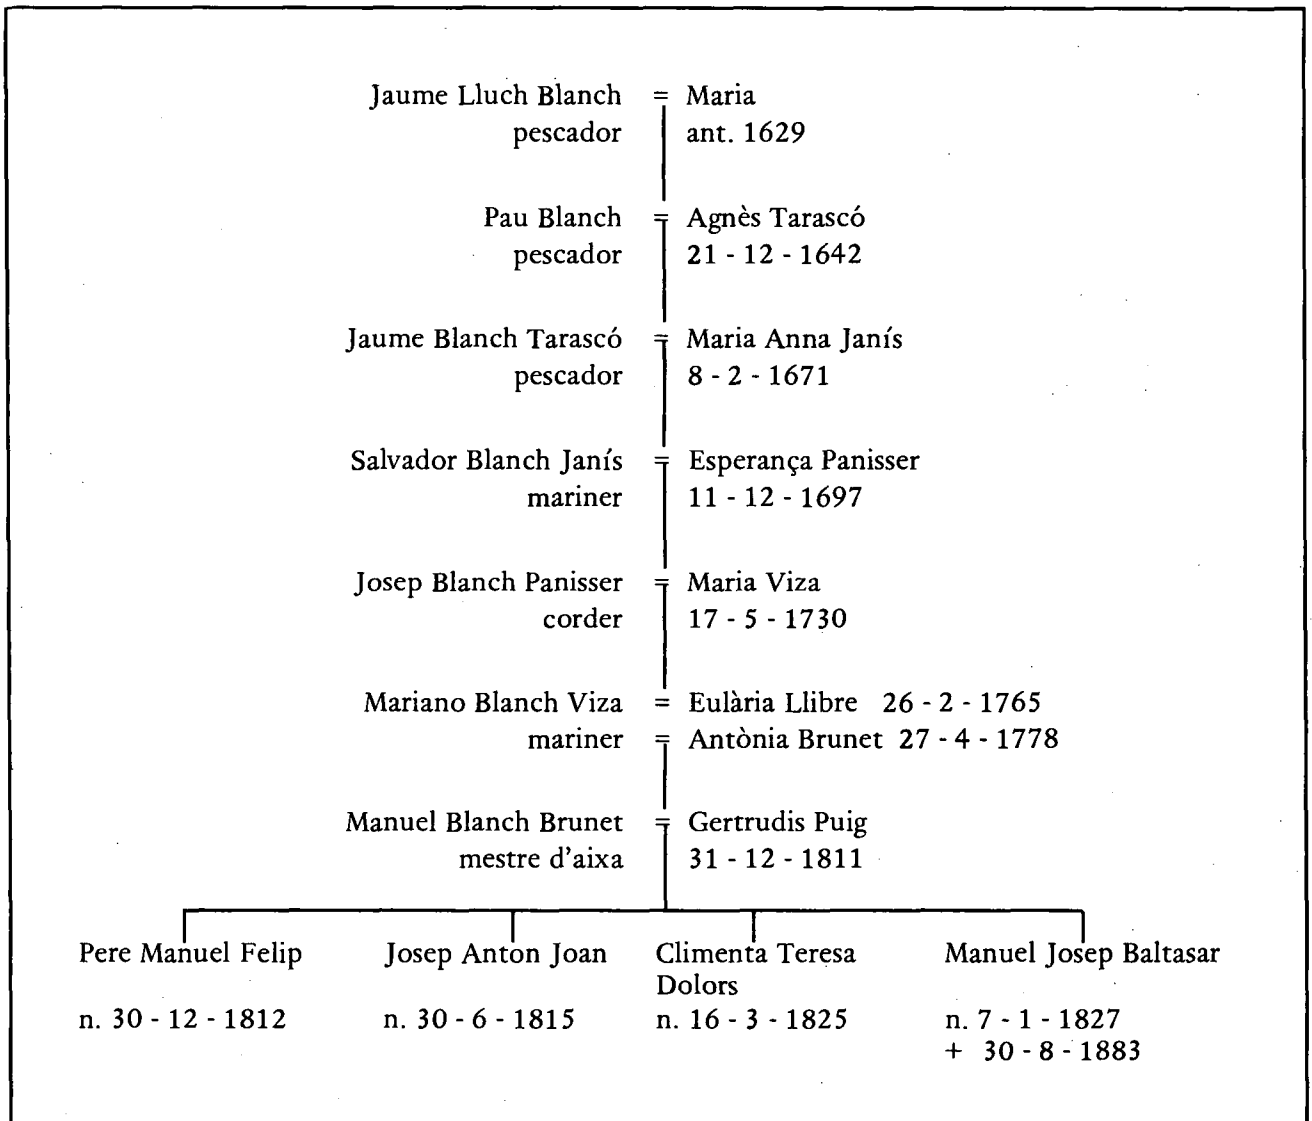 Jaume Lluch Blanch = Maria
pescador ant. 1629
Pau Blanch = Agnès Tarascó
pescador 21 - 12 - 1642
Jaume Blanch Tarascó = Maria Anna Janís
pescador 8 - 2 - 1671
Salvador Blanch Janís = Esperança Panisser
mariner 11 - 12 - 1697
Josep Blanch Panisser = Maria Viza
corder 17 - 5 - 1730
Mariano Blanch Viza = Eulària Llibre 26 - 2 - 1765
mariner = Antònia Brunet 27 - 4 - 1778
Manuel Blanch Brunet = Gertrudis Puig
mestre d'aixa 31 - 12 - 1811
Pere Manuel Felip Josep Anton Joan Climenta Teresa Manuel Josep Baltasar
Dolors
n. 30 - 12 - 1812 n. 30 - 6 - 1815 n. 16 - 3 - 1825 n. 7 - 1 - 1827
+ 30 - 8 - 1883